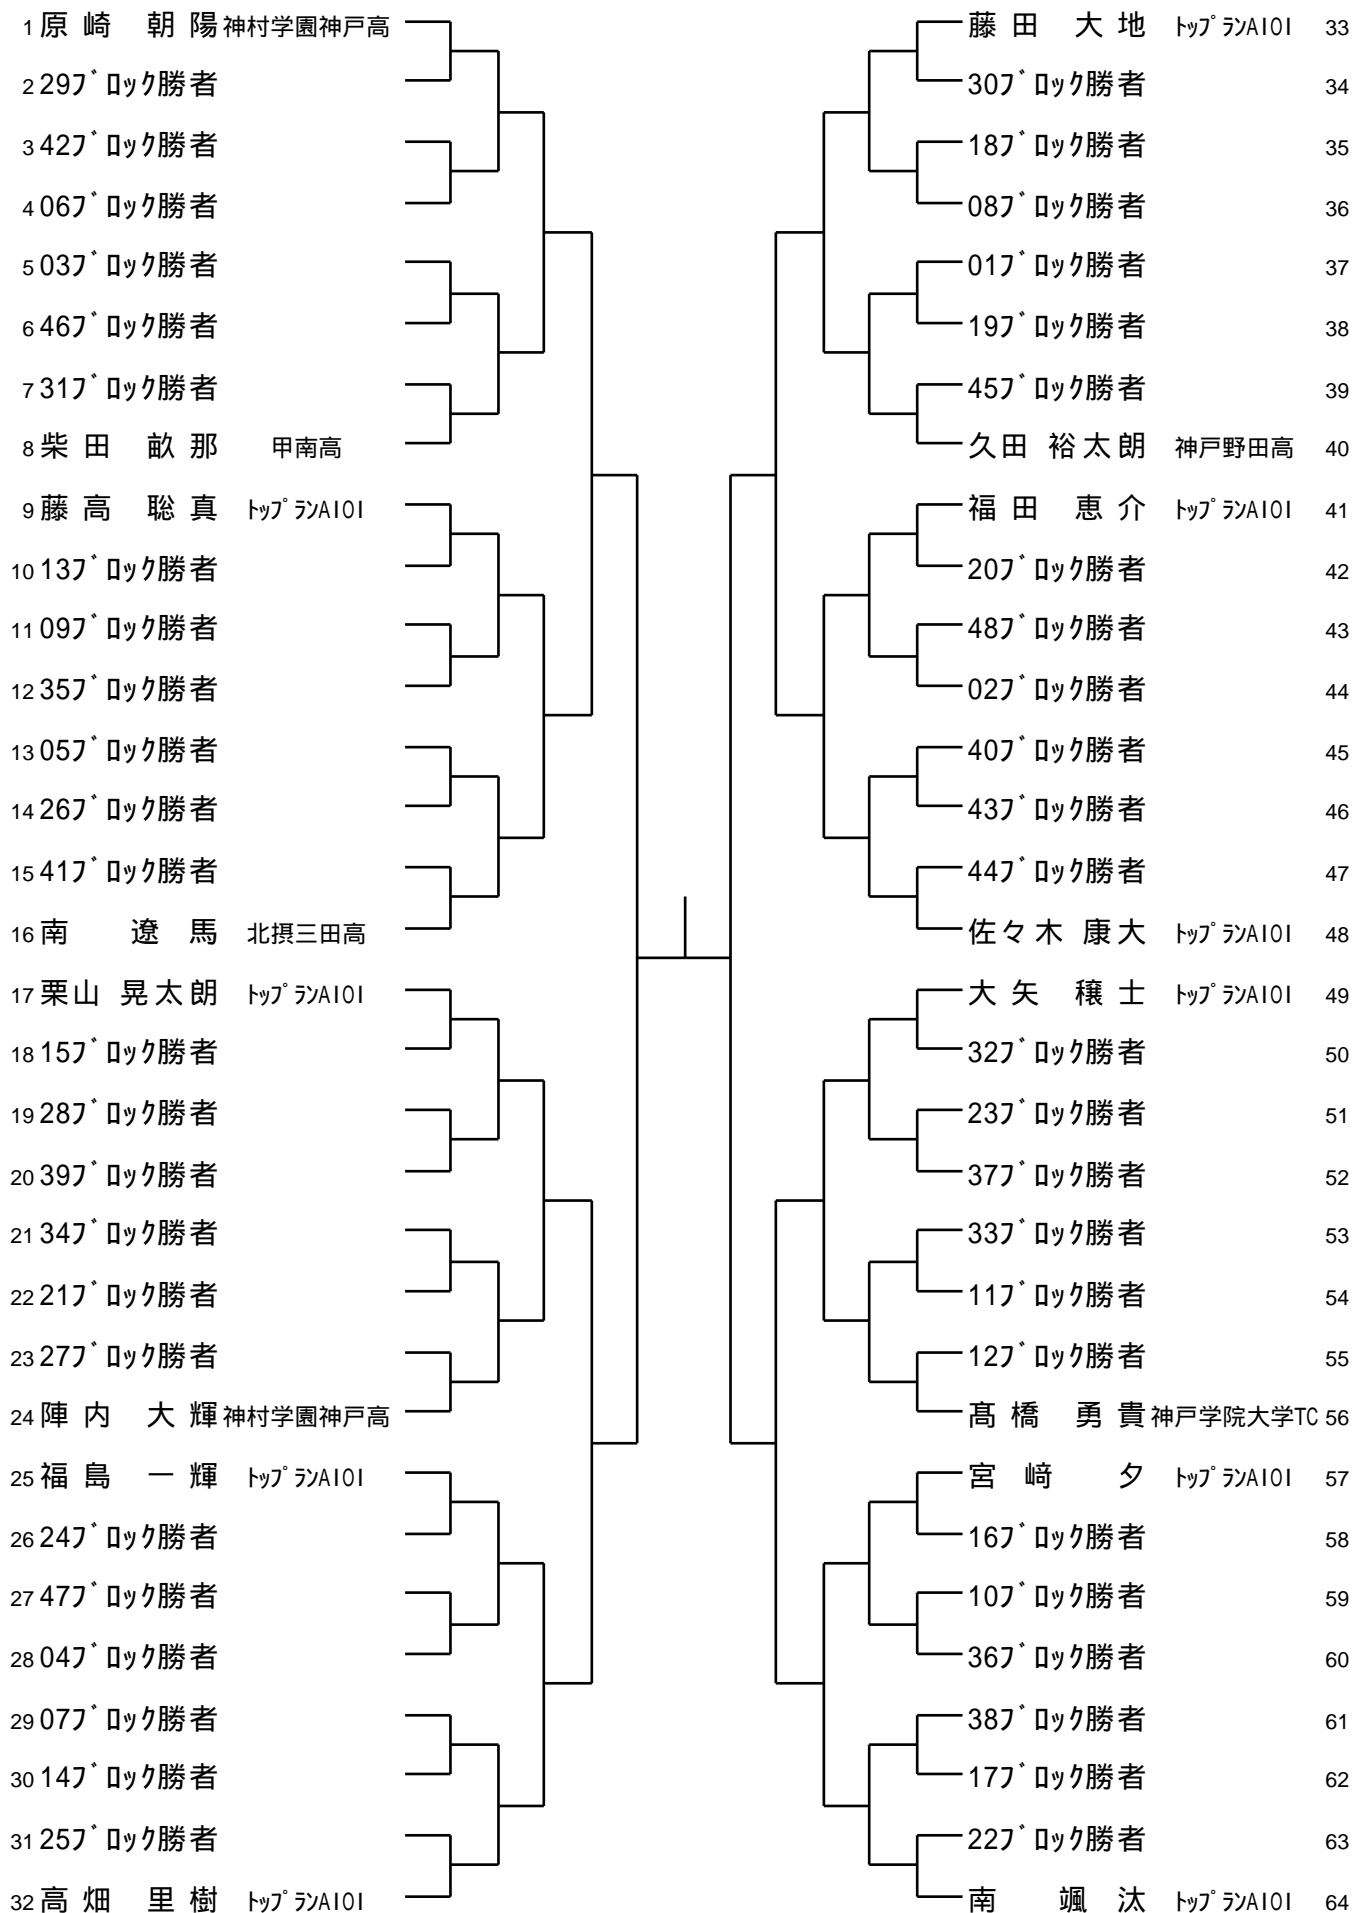 1 原崎 朝陽 神村学園神戸高
2 29ﾌﾞﾛｯｸ勝者
3 42ﾌﾞﾛｯｸ勝者
4 06ﾌﾞﾛｯｸ勝者
5 03ﾌﾞﾛｯｸ勝者
6 46ﾌﾞﾛｯｸ勝者
7 31ﾌﾞﾛｯｸ勝者
8 柴田 畝那 甲南高
9 藤高 聡真 ﾄｯﾌﾟﾗﾝAIOI
10 13ﾌﾞﾛｯｸ勝者
11 09ﾌﾞﾛｯｸ勝者
12 35ﾌﾞﾛｯｸ勝者
13 05ﾌﾞﾛｯｸ勝者
14 26ﾌﾞﾛｯｸ勝者
15 41ﾌﾞﾛｯｸ勝者
16 南 遼馬 北摂三田高
17 栗山 晃太朗 ﾄｯﾌﾟﾗﾝAIOI
18 15ﾌﾞﾛｯｸ勝者
19 28ﾌﾞﾛｯｸ勝者
20 39ﾌﾞﾛｯｸ勝者
21 34ﾌﾞﾛｯｸ勝者
22 21ﾌﾞﾛｯｸ勝者
23 27ﾌﾞﾛｯｸ勝者
24 陣内 大輝 神村学園神戸高
25 福島 一輝 ﾄｯﾌﾟﾗﾝAIOI
26 24ﾌﾞﾛｯｸ勝者
27 47ﾌﾞﾛｯｸ勝者
28 04ﾌﾞﾛｯｸ勝者
29 07ﾌﾞﾛｯｸ勝者
30 14ﾌﾞﾛｯｸ勝者
31 25ﾌﾞﾛｯｸ勝者
32 高畑 里樹 ﾄｯﾌﾟﾗﾝAIOI
藤田 大地 ﾄｯﾌﾟﾗﾝAIOI 33
30ﾌﾞﾛｯｸ勝者 34
18ﾌﾞﾛｯｸ勝者 35
08ﾌﾞﾛｯｸ勝者 36
01ﾌﾞﾛｯｸ勝者 37
19ﾌﾞﾛｯｸ勝者 38
45ﾌﾞﾛｯｸ勝者 39
久田 裕太朗 神戸野田高 40
福田 恵介 ﾄｯﾌﾟﾗﾝAIOI 41
20ﾌﾞﾛｯｸ勝者 42
48ﾌﾞﾛｯｸ勝者 43
02ﾌﾞﾛｯｸ勝者 44
40ﾌﾞﾛｯｸ勝者 45
43ﾌﾞﾛｯｸ勝者 46
44ﾌﾞﾛｯｸ勝者 47
佐々木 康大 ﾄｯﾌﾟﾗﾝAIOI 48
大矢 穣士 ﾄｯﾌﾟﾗﾝAIOI 49
32ﾌﾞﾛｯｸ勝者 50
23ﾌﾞﾛｯｸ勝者 51
37ﾌﾞﾛｯｸ勝者 52
33ﾌﾞﾛｯｸ勝者 53
11ﾌﾞﾛｯｸ勝者 54
12ﾌﾞﾛｯｸ勝者 55
髙橋 勇貴 神戸学院大学TC 56
宮﨑 夕 ﾄｯﾌﾟﾗﾝAIOI 57
16ﾌﾞﾛｯｸ勝者 58
10ﾌﾞﾛｯｸ勝者 59
36ﾌﾞﾛｯｸ勝者 60
38ﾌﾞﾛｯｸ勝者 61
17ﾌﾞﾛｯｸ勝者 62
22ﾌﾞﾛｯｸ勝者 63
南 颯汰 ﾄｯﾌﾟﾗﾝAIOI 64